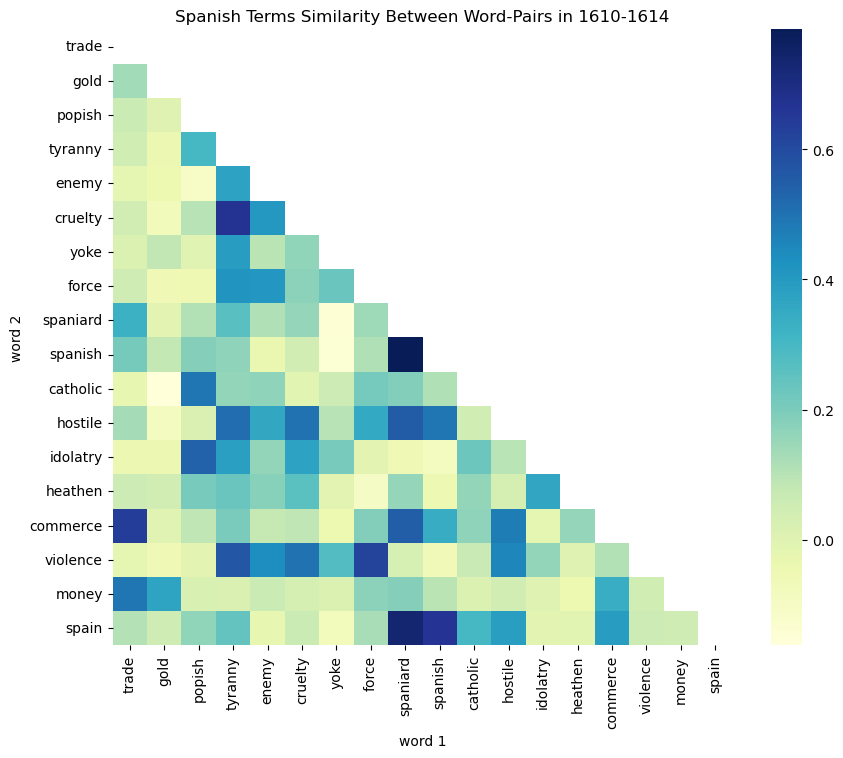 Spanish Terms Similarity Between Word-Pairs in 1610-1614
trade
gold
popish
tyranny
enemy
cruelty
yoke
force
spaniard
spanish
catholic
hostile
idolatry
heathen
commerce
violence
money
spain
word 2
trade
gold
popish
tyranny
enemy
cruelty
yoke
force
spaniard
spanish
catholic
hostile
idolatry
heathen
commerce
violence
money
spain
word 1
0.6
0.4
0.2
0.0